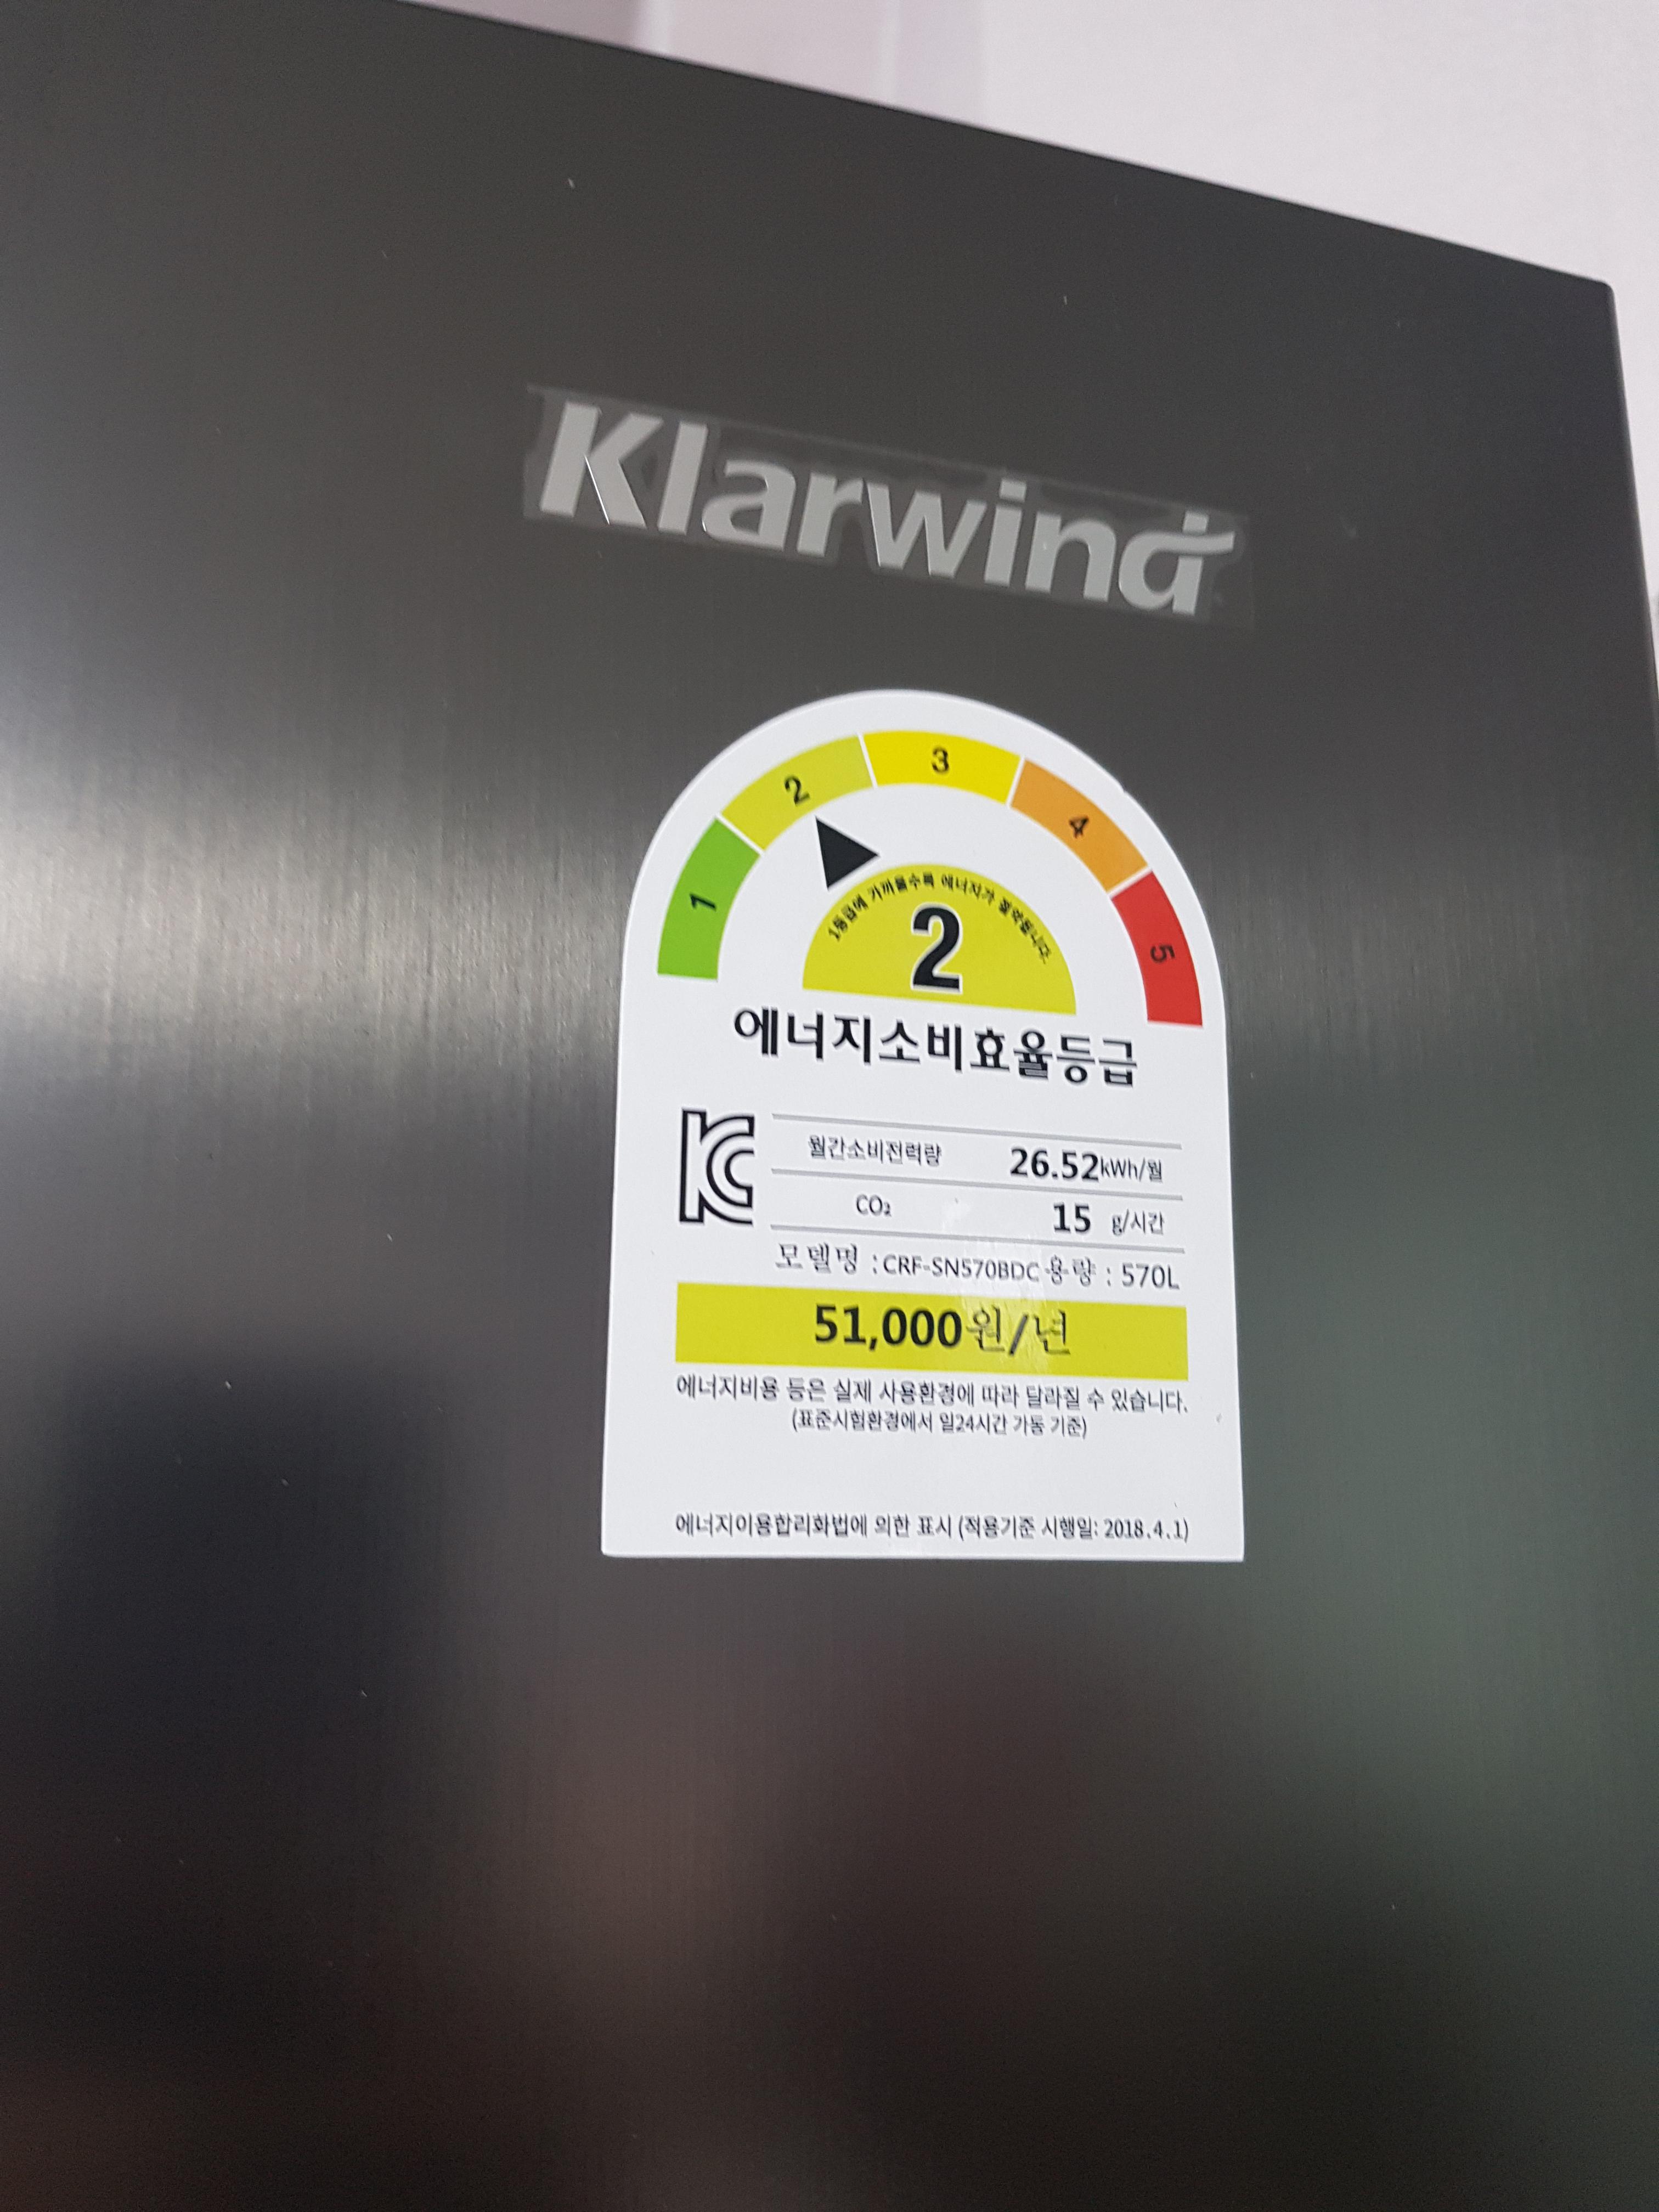 Klarwind
1 2 3 4 5
1등급에 가까울수록 에너지가 절약됩니다.
2
에너지소비효율등급
월간소비전력량 26.52kWh/월
CO₂ 15 g/시간
모델명 : CRF-SN570BDC 용량 : 570L
51,000원/년
에너지비용 등은 실제 사용환경에 따라 달라질 수 있습니다.
(표준시험환경에서 일24시간 가동 기준)
에너지이용합리화법에 의한 표시 (적용기준 시행일: 2018.4.1)